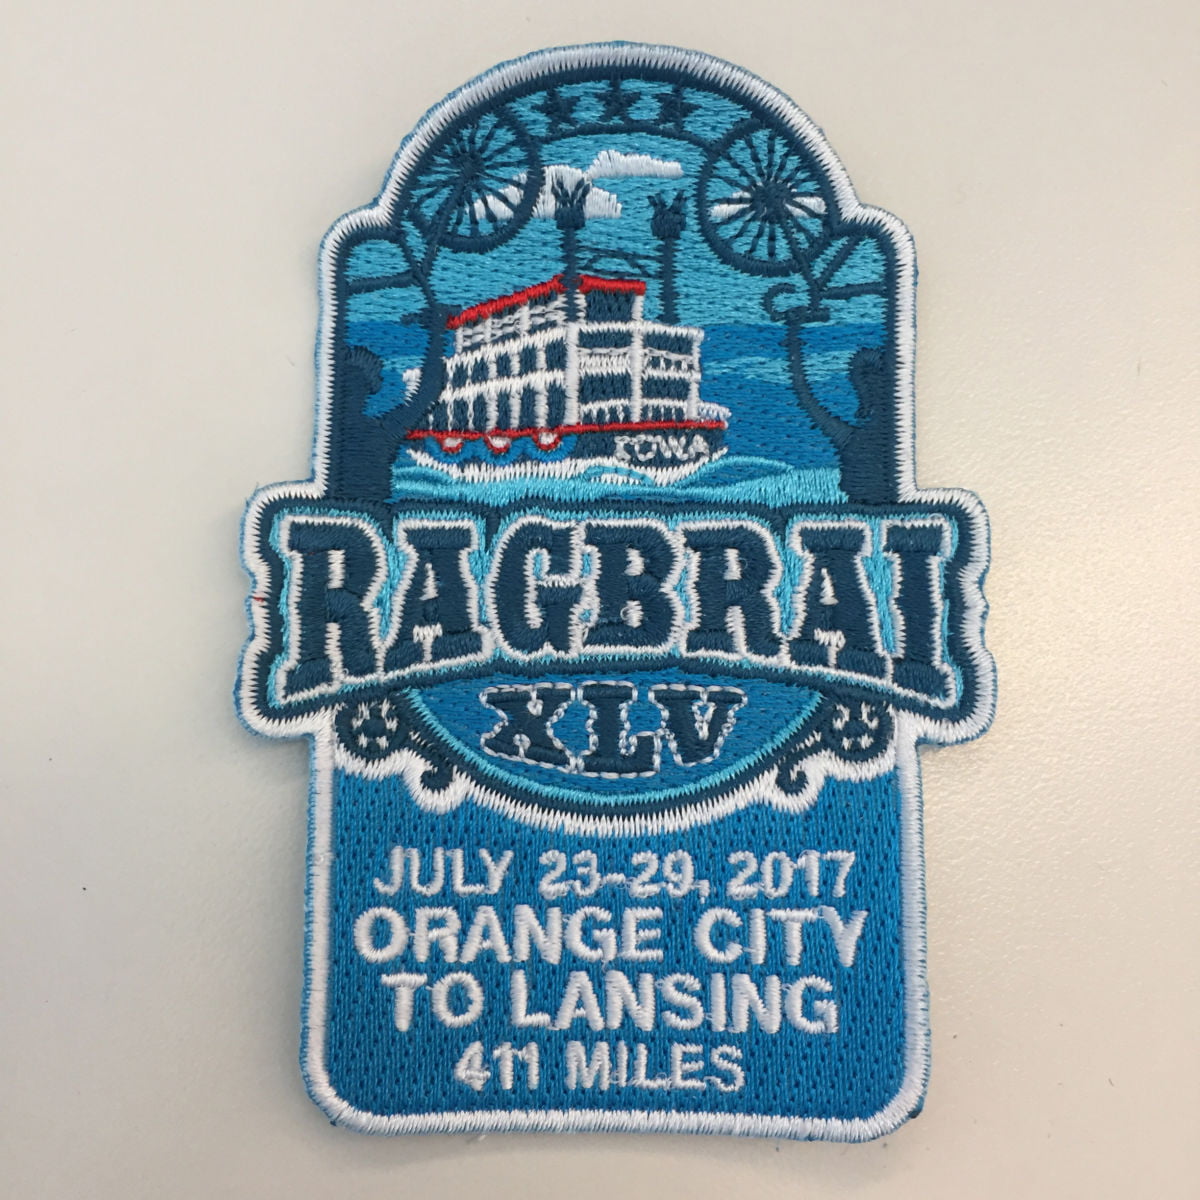 IOWA
RAGBRAI
XLV
JULY 23-29, 2017
ORANGE CITY
TO LANSING
411 MILES